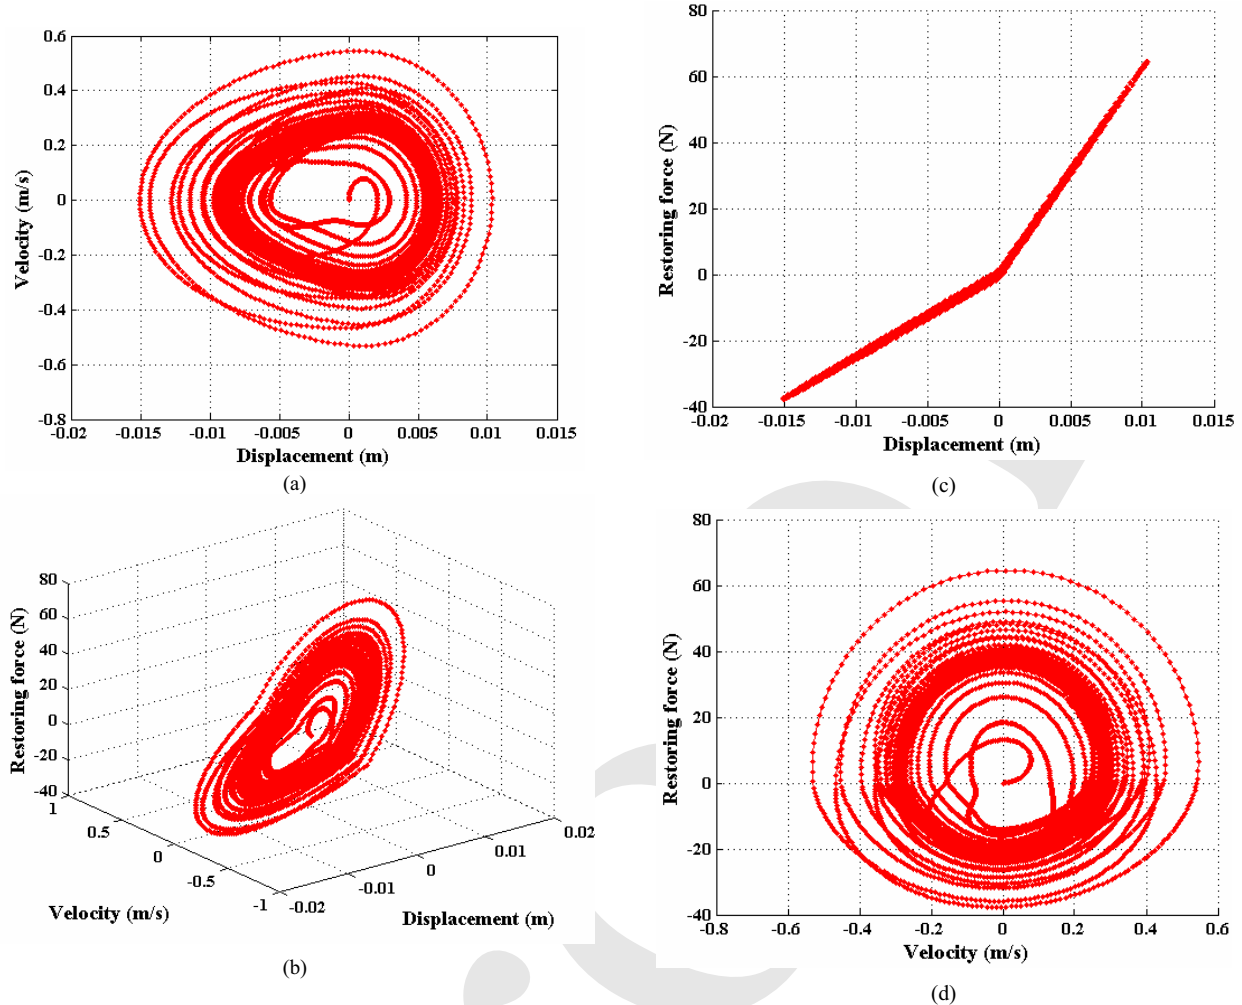 0.6
0.4
0.2
0
-0.2
-0.4
-0.6
-0.8
-0.02 -0.015 -0.01 -0.005 0 0.005 0.01 0.015
Velocity (m/s)
Displacement (m)
(a)
80
60
40
20
0
-20
-40
-0.02 -0.015 -0.01 -0.005 0 0.005 0.01 0.015
Restoring force (N)
Displacement (m)
(c)
80
60
40
20
0
-20
-40
Restoring force (N)
1
0.5
0
-0.5
-1
Velocity (m/s)
-0.02
-0.01
0
0.01
0.02
Displacement (m)
(b)
80
60
40
20
0
-20
-40
-0.8 -0.6 -0.4 -0.2 0 0.2 0.4 0.6
Restoring force (N)
Velocity (m/s)
(d)